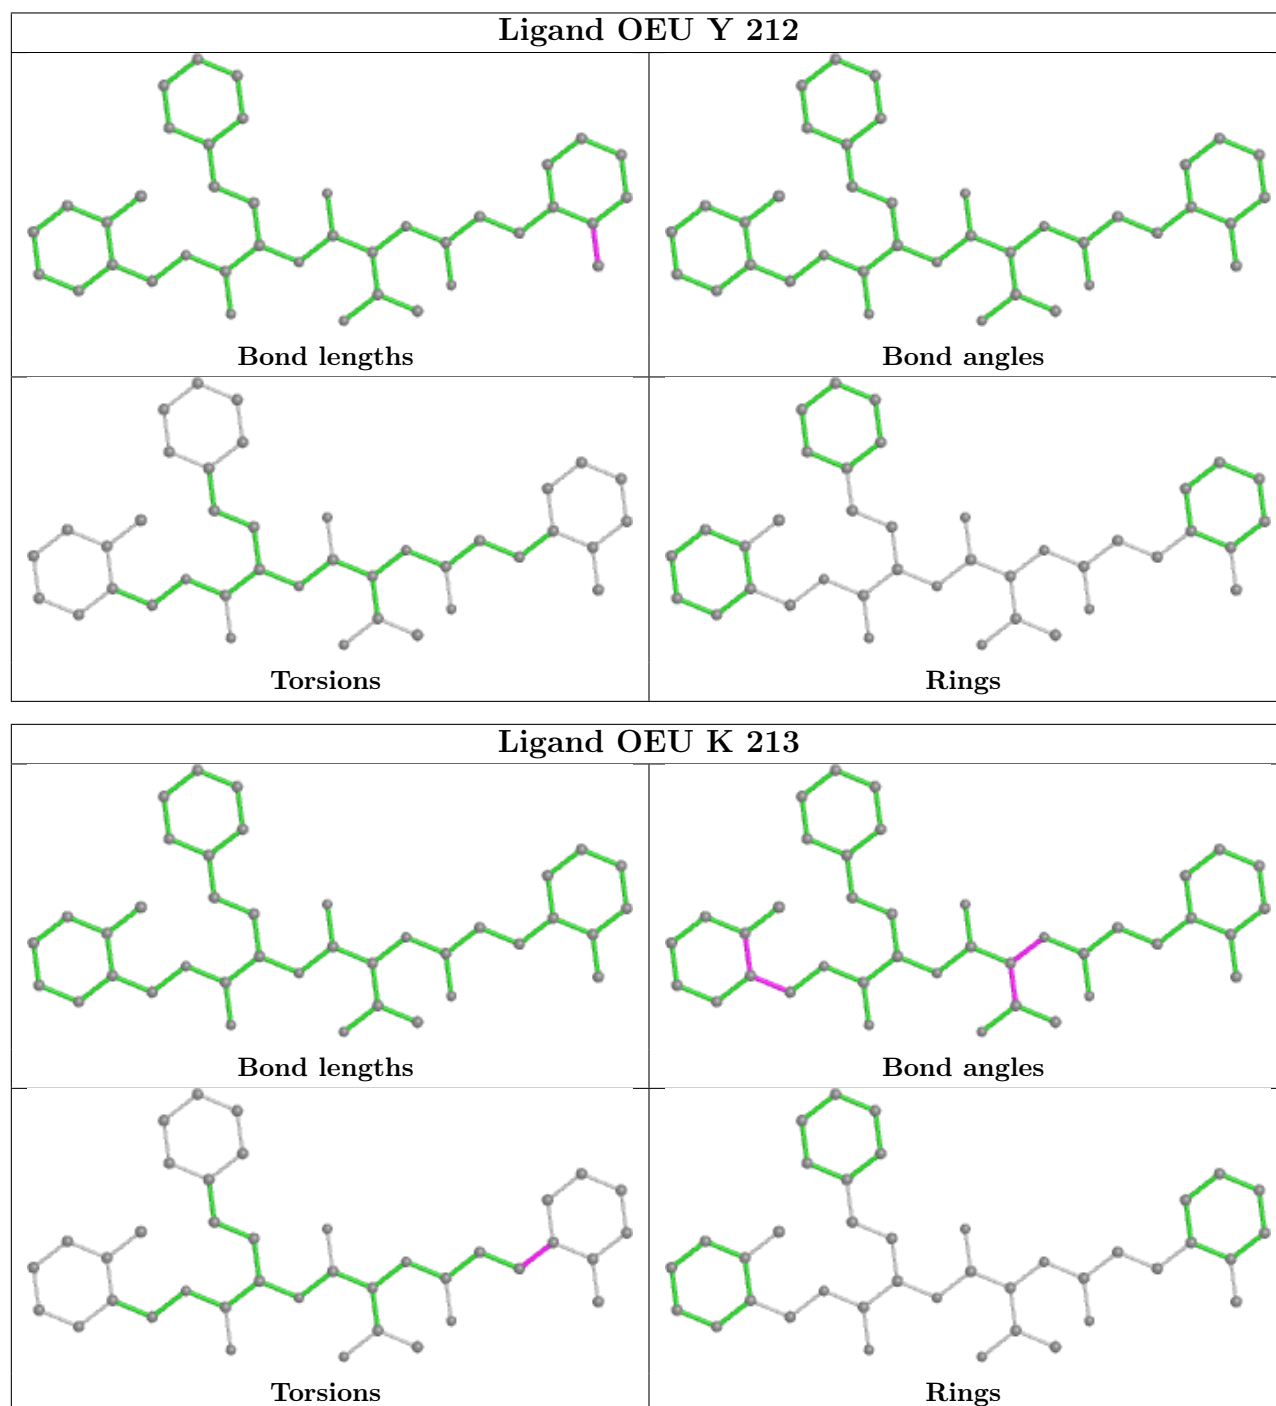 Ligand OEU Y 212
Bond lengths
Bond angles
Torsions
Rings
Ligand OEU K 213
Bond lengths
Bond angles
Torsions
Rings